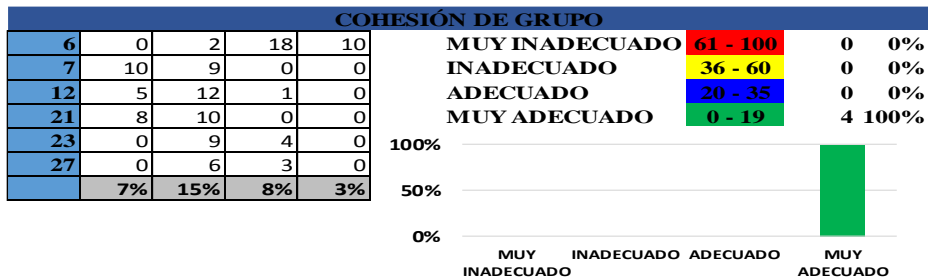 COHESIÓN DE GRUPO
6 0 2 18 10
7 10 9 0 0
12 5 12 1 0
21 8 10 0 0
23 0 9 4 0
27 0 6 3 0
7% 15% 8% 3%
MUY INADECUADO 61 - 100 0 0%
INADECUADO 36 - 60 0 0%
ADECUADO 20 - 35 0 0%
MUY ADECUADO 0 - 19 4 100%
100%
50%
0%
MUY INADECUADO INADECUADO ADECUADO MUY ADECUADO